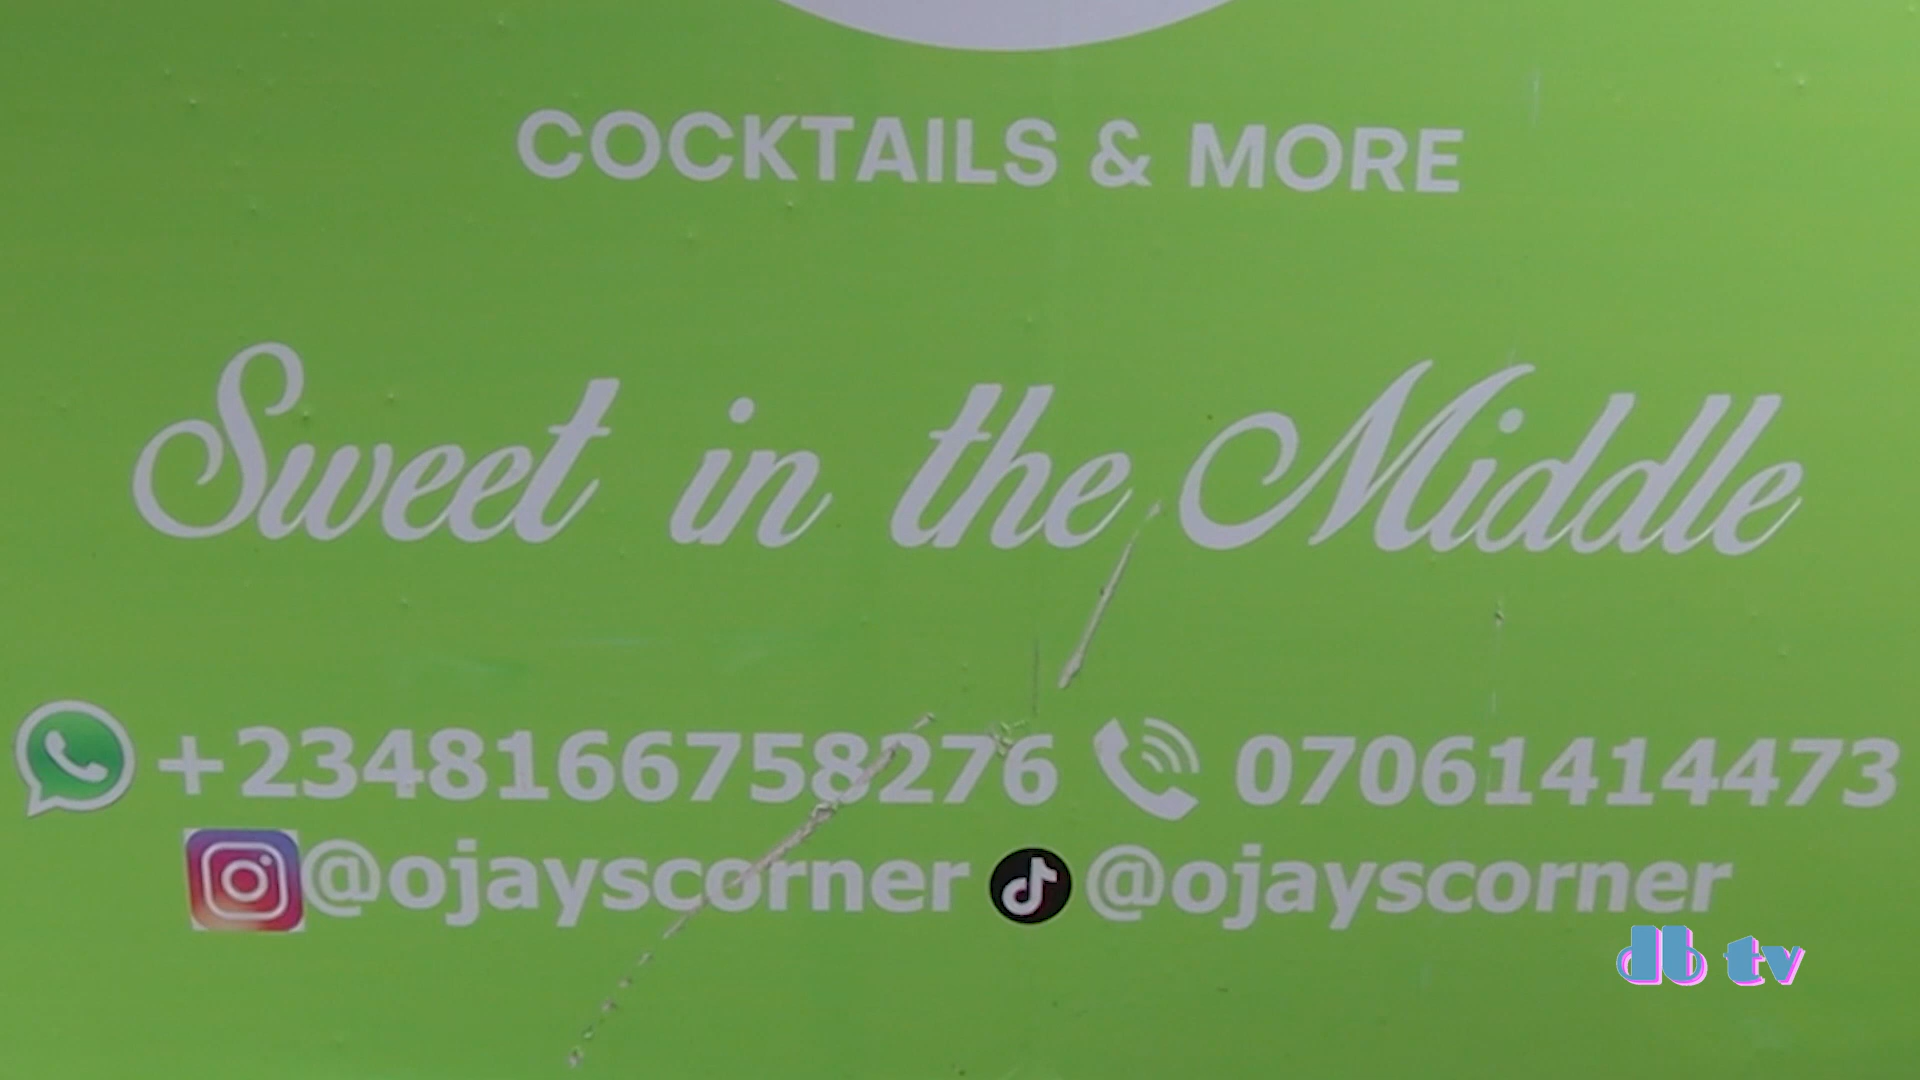 COCKTAILS & MORE
Sweet in the Middle
+2348166758276 07061414473
@ojayscorner @ojayscorner
db tv